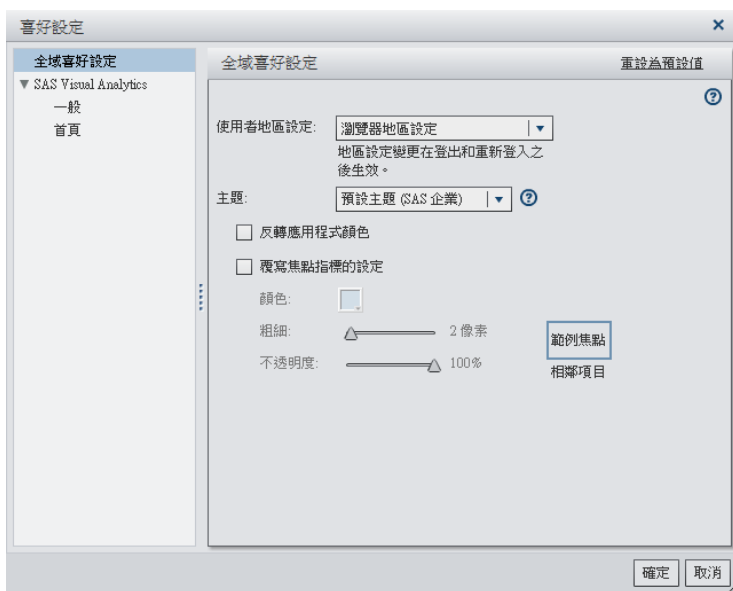 喜好設定
全域喜好設定
SAS Visual Analytics
一般
首頁
全域喜好設定
重設為預設值
使用者地區設定:
瀏覽器地區設定
地區設定變更在登出和重新登入之
後生效。
主題:
預設主題 (SAS 企業)
反轉應用程式顏色
覆寫焦點指標的設定
顏色:
粗細:
2 像素
不透明度:
100%
範例焦點
相鄰項目
確定
取消